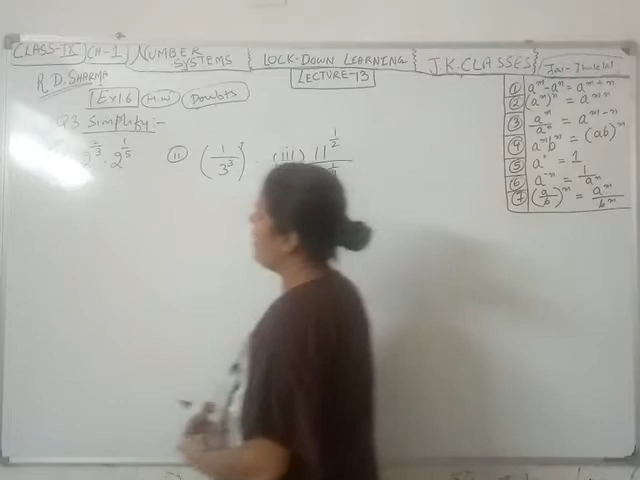 CLASS-IX CH-1 NUMBER SYSTEMS LOCK-DOWN LEARNING J.K.CLASSES
R.D. SHARMA LECTURE-13
Ex 1.6 H.W. Doubts
Q3 Simplify:-
2^{2/3} · 2^{1/5} (ii) (1/3^3)^7 (iii) 11^{1/2}
① a^m · a^n = a^{m+n}
② (a^m)^n = a^{mn}
③ a^m/a^n = a^{m-n}
④ a^m b^m = (ab)^m
⑤ a^0 = 1
⑥ a^{-n} = 1/a^n
⑦ (a/b)^m = a^m/b^m